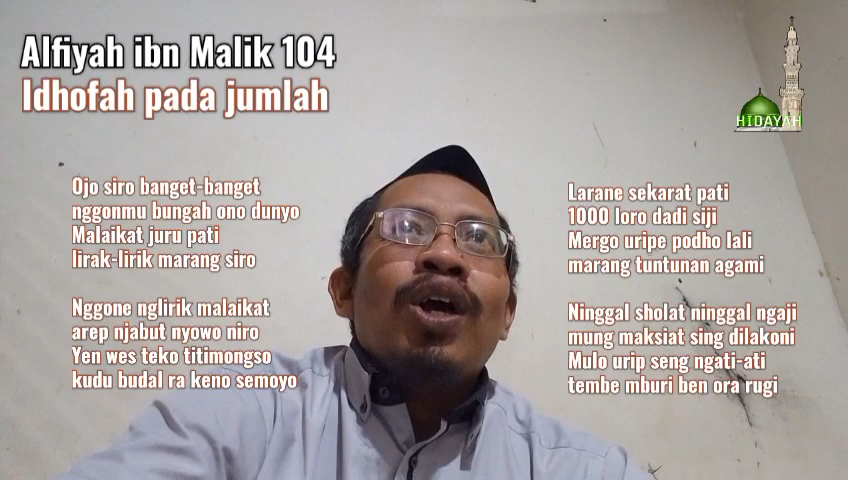 Alfiyah ibn Malik 104
Idhofah pada jumlah
HIDAYAH
Ojo siro banget-banget
nggonmu bungah ono dunyo
Malaikat juru pati
lirak-lirik marang siro
Nggone nglirik malaikat
arep njabut nyowo niro
Yen wes teko titimongso
kudu budal ra keno semoyo
Larane sekarat pati
1000 loro dadi siji
Mergo uripe podho lali
marang tuntunan agami
Ninggal sholat ninggal ngaji
mung maksiat sing dilakoni
Mulo urip seng ngati-ati
tembe mburi ben ora rugi